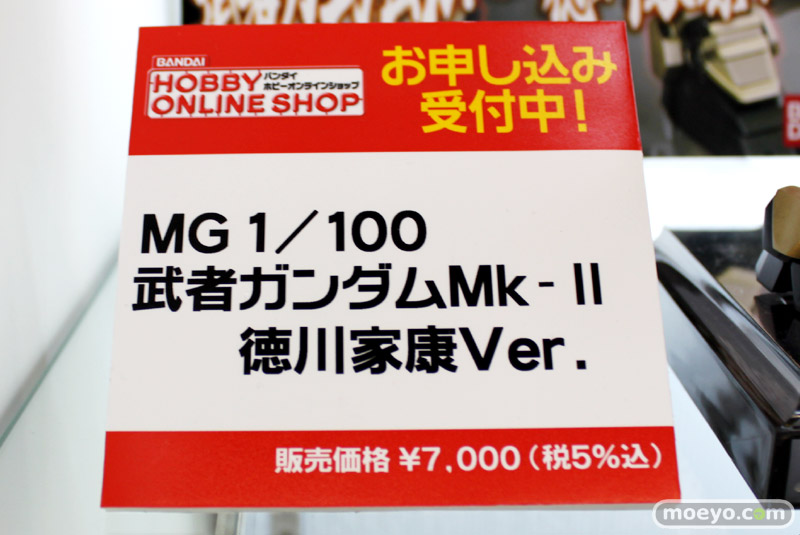 BANDAI
HOBBY
ONLINE SHOP
バンダイ
ホビーオンラインショップ
お申し込み
受付中!
MG 1/100
武者ガンダムMk-II
徳川家康Ver.
販売価格 ¥7,000(税5%込)
moeyo.com